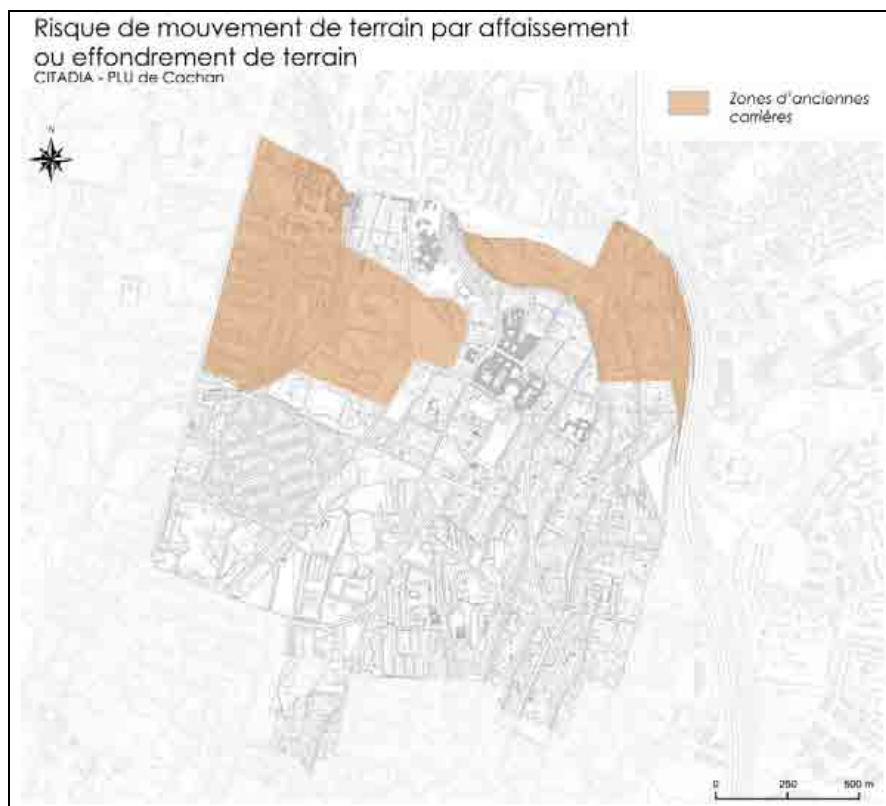 Risque de mouvement de terrain par affaissement
ou effondrement de terrain
CITADIA - PLU de Cachan
Zones d'anciennes
carrières
N
0 250 500 m